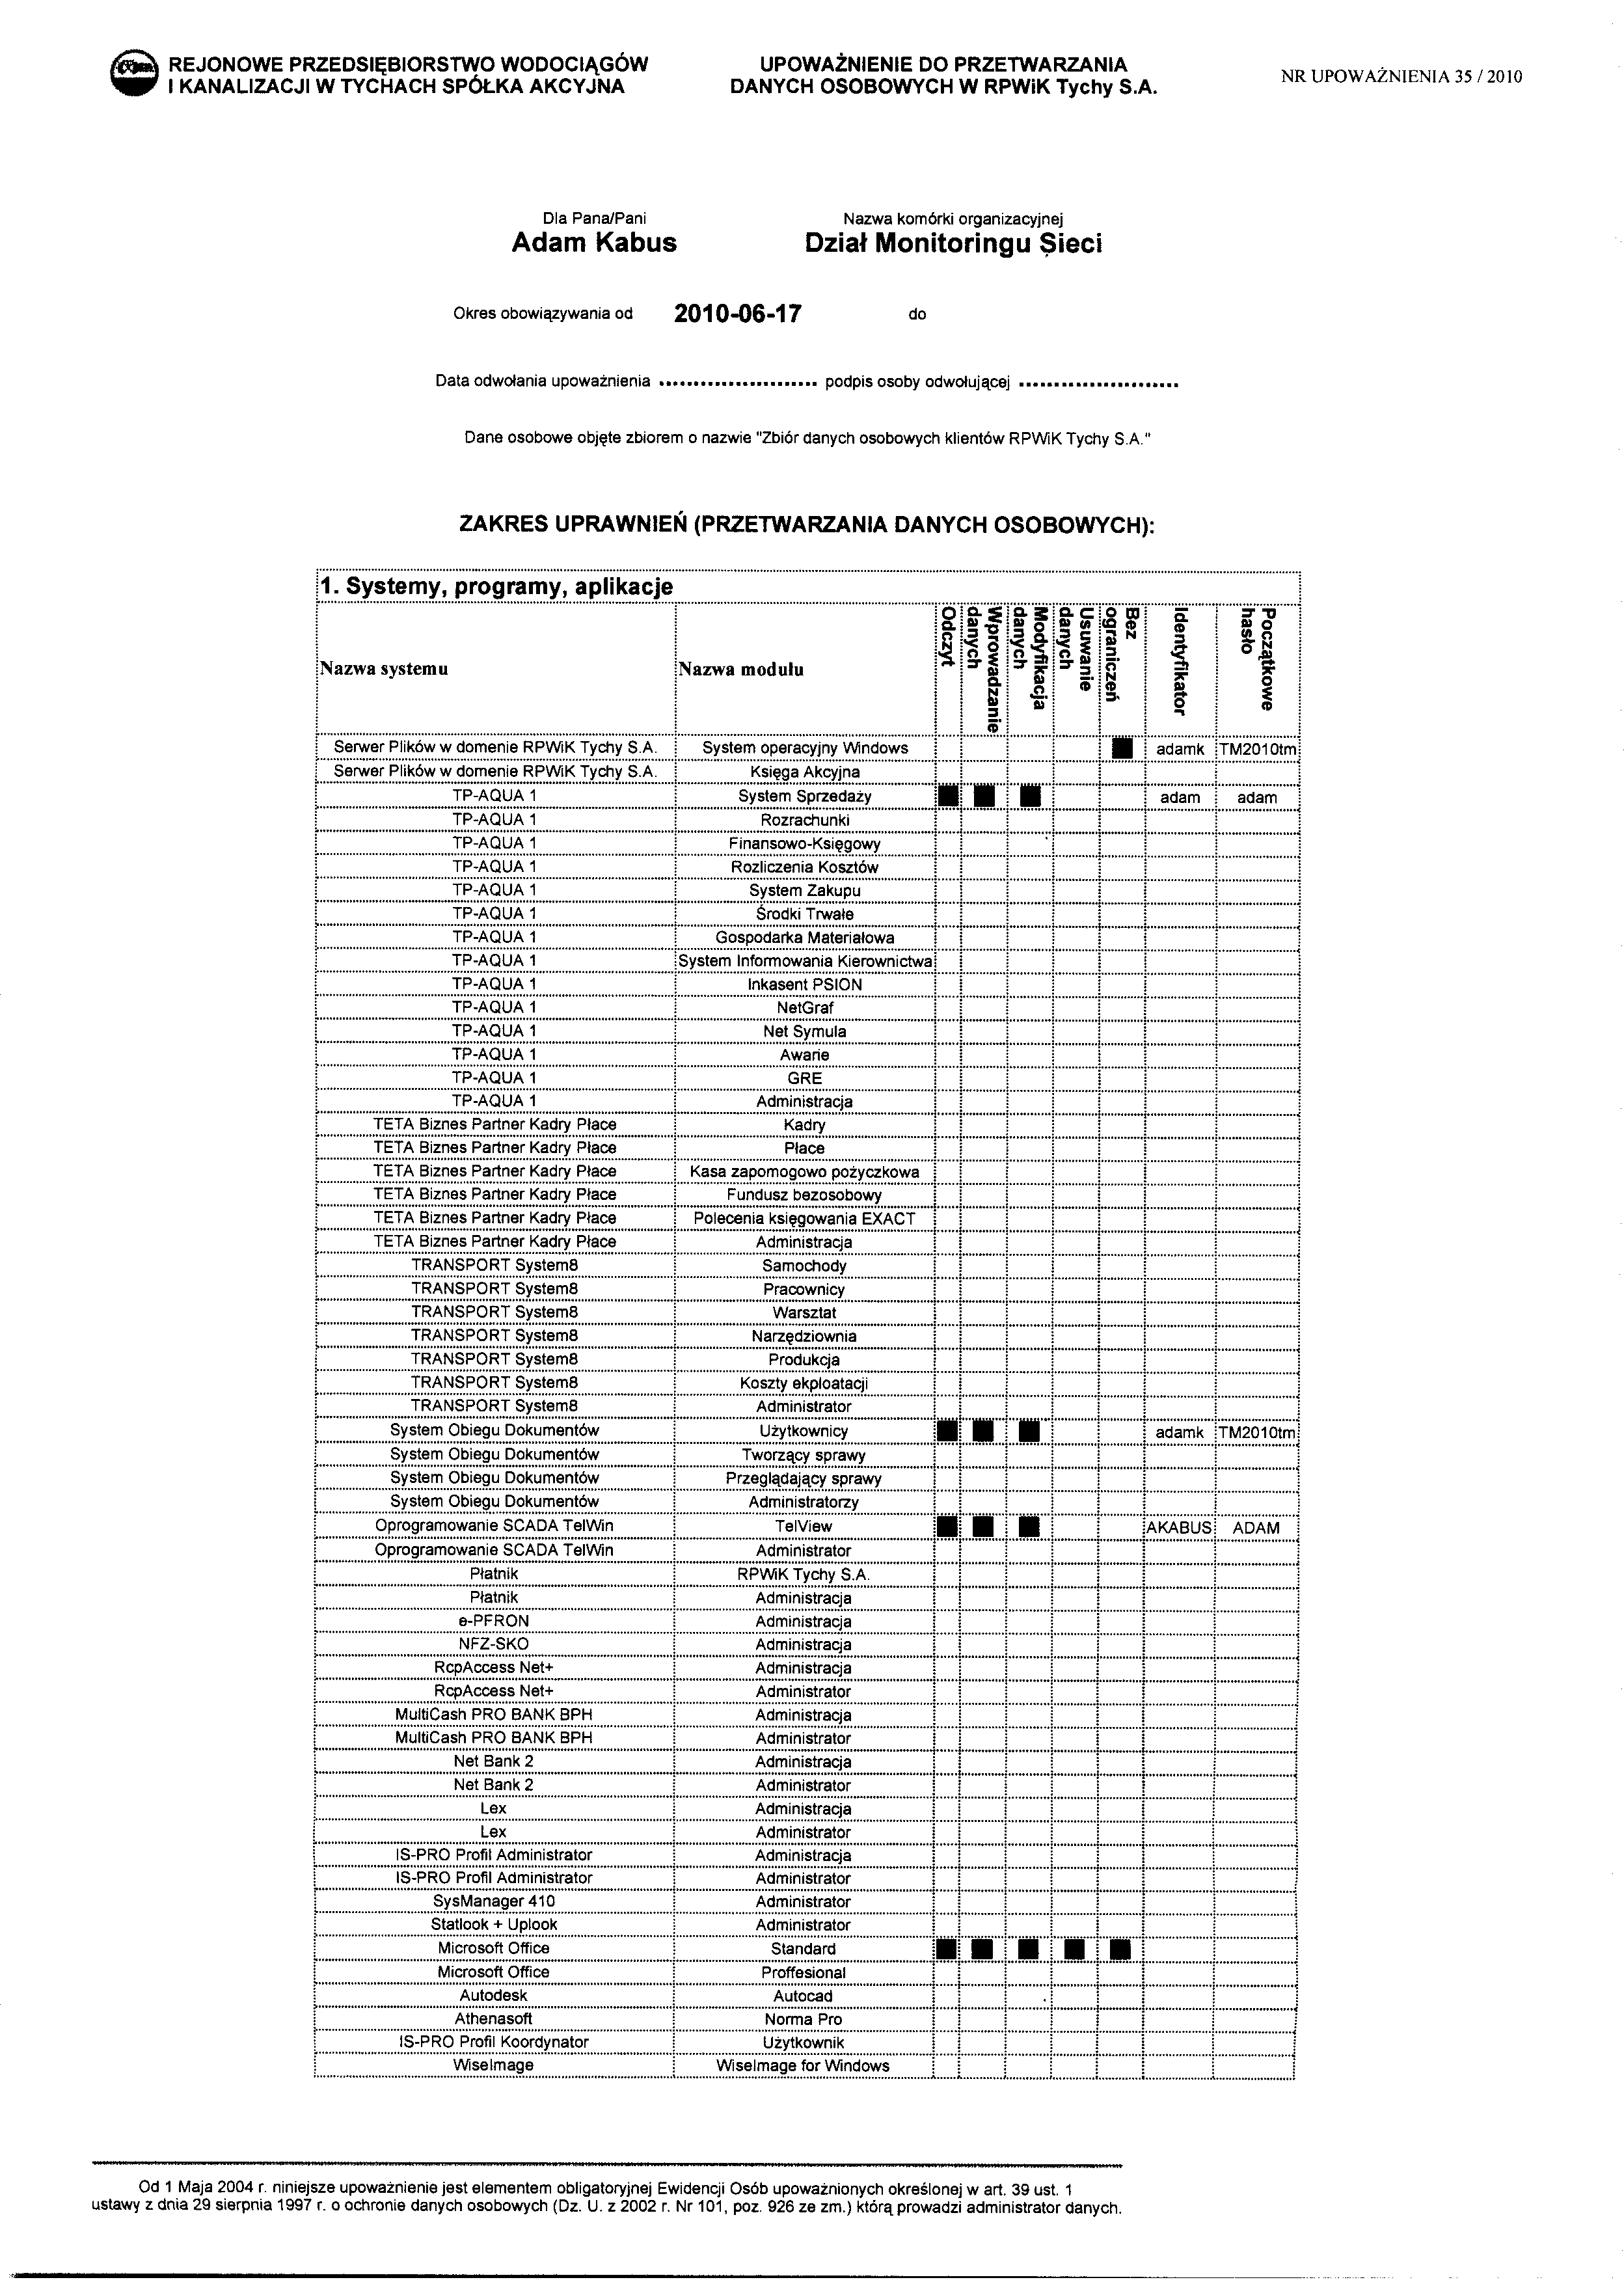 REJONOWE PRZEDSIĘBIORSTWO WODOCIĄGÓW
I KANALIZACJI W TYCHACH SPÓŁKA AKCYJNA
UPOWAŻNIENIE DO PRZETWARZANIA
DANYCH OSOBOWYCH W RPWiK Tychy S.A.
NR UPOWAŻNIENIA 35 / 2010
Dla Pana/Pani
Adam Kabus
Nazwa komórki organizacyjnej
Dział Monitoringu Sieci
Okres obowiązywania od 2010-06-17 do
Data odwołania upoważnienia ....................... podpis osoby odwołującej .......................
Dane osobowe objęte zbiorem o nazwie "Zbiór danych osobowych klientów RPWiK Tychy S.A."
ZAKRES UPRAWNIEŃ (PRZETWARZANIA DANYCH OSOBOWYCH):
1. Systemy, programy, aplikacje
Nazwa systemu Nazwa modułu Odczyt Wprowadzanie danych Modyfikacja danych Usuwanie danych Bez ograniczeń Identyfikator Początkowe hasło
Serwer Plików w domenie RPWiK Tychy S.A. System operacyjny Windows ■ adamk TM2010tm
Serwer Plików w domenie RPWiK Tychy S.A. Księga Akcyjna
TP-AQUA 1 System Sprzedaży ■ ■ ■ adam adam
TP-AQUA 1 Rozrachunki
TP-AQUA 1 Finansowo-Księgowy
TP-AQUA 1 Rozliczenia Kosztów
TP-AQUA 1 System Zakupu
TP-AQUA 1 Środki Trwałe
TP-AQUA 1 Gospodarka Materiałowa
TP-AQUA 1 System Informowania Kierownictwa
TP-AQUA 1 Inkasent PSION
TP-AQUA 1 NetGraf
TP-AQUA 1 Net Symula
TP-AQUA 1 Awarie
TP-AQUA 1 GRE
TP-AQUA 1 Administracja
TETA Biznes Partner Kadry Płace Kadry
TETA Biznes Partner Kadry Płace Płace
TETA Biznes Partner Kadry Płace Kasa zapomogowo pożyczkowa
TETA Biznes Partner Kadry Płace Fundusz bezosobowy
TETA Biznes Partner Kadry Płace Polecenia księgowania EXACT
TETA Biznes Partner Kadry Płace Administracja
TRANSPORT System8 Samochody
TRANSPORT System8 Pracownicy
TRANSPORT System8 Warsztat
TRANSPORT System8 Narzędziownia
TRANSPORT System8 Produkcja
TRANSPORT System8 Koszty ekploatacji
TRANSPORT System8 Administrator
System Obiegu Dokumentów Użytkownicy ■ ■ ■ adamk TM2010tm
System Obiegu Dokumentów Tworzący sprawy
System Obiegu Dokumentów Przeglądający sprawy
System Obiegu Dokumentów Administratorzy
Oprogramowanie SCADA TelWin TelView ■ ■ ■ AKABUS ADAM
Oprogramowanie SCADA TelWin Administrator
Płatnik RPWiK Tychy S.A.
Płatnik Administracja
e-PFRON Administracja
NFZ-SKO Administracja
RcpAccess Net+ Administracja
RcpAccess Net+ Administrator
MultiCash PRO BANK BPH Administracja
MultiCash PRO BANK BPH Administrator
Net Bank 2 Administracja
Net Bank 2 Administrator
Lex Administracja
Lex Administrator
IS-PRO Profil Administrator Administracja
IS-PRO Profil Administrator Administrator
SysManager 410 Administrator
Statlook + Uplook Administrator
Microsoft Office Standard ■ ■ ■ ■ ■
Microsoft Office Proffesional
Autodesk Autocad
Athenasoft Norma Pro
IS-PRO Profil Koordynator Użytkownik
WiseImage WiseImage for Windows
Od 1 Maja 2004 r. niniejsze upoważnienie jest elementem obligatoryjnej Ewidencji Osób upoważnionych określonej w art. 39 ust. 1
ustawy z dnia 29 sierpnia 1997 r. o ochronie danych osobowych (Dz. U. z 2002 r. Nr 101, poz. 926 ze zm.) którą prowadzi administrator danych.